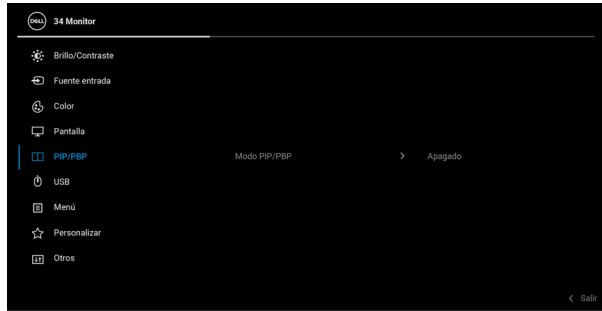 DELL 34 Monitor
Brillo/Contraste
Fuente entrada
Color
Pantalla
PIP/PBP Modo PIP/PBP Apagado
USB
Menú
Personalizar
Otros
Salir